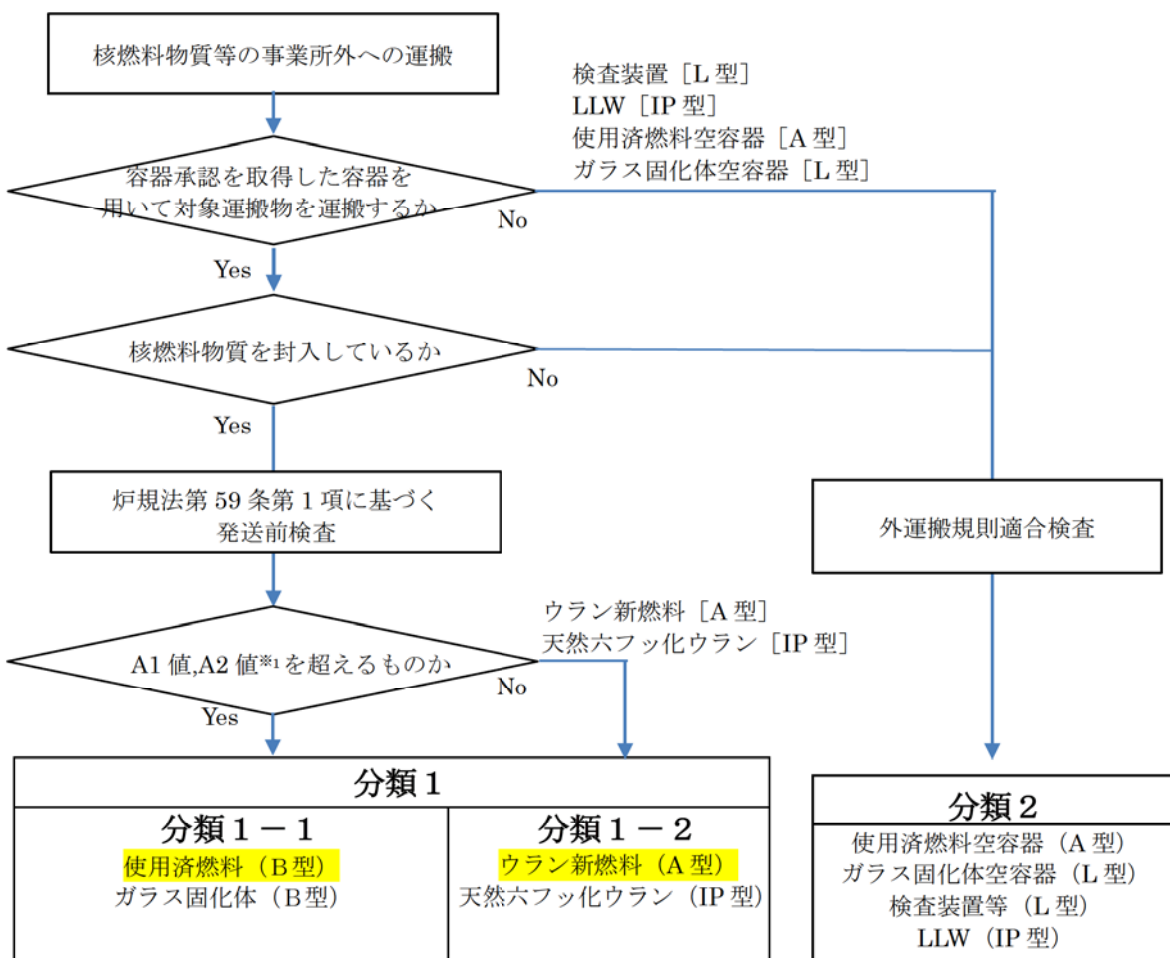 核燃料物質等の事業所外への運搬
検査装置［L 型］
LLW［IP 型］
使用済燃料空容器［A 型］
ガラス固化体空容器［L 型］
容器承認を取得した容器を
用いて対象運搬物を運搬するか
No
Yes
核燃料物質を封入しているか
No
Yes
炉規法第 59 条第 1 項に基づく
発送前検査
外運搬規則適合検査
ウラン新燃料［A 型］
天然六フッ化ウラン［IP 型］
A1 値,A2 値※1を超えるものか
No
Yes
分類１
分類１－１
使用済燃料（B 型）
ガラス固化体（B 型）
分類１－２
ウラン新燃料（A 型）
天然六フッ化ウラン（IP 型）
分類２
使用済燃料空容器（A 型）
ガラス固化体空容器（L 型）
検査装置等（L 型）
LLW（IP 型）